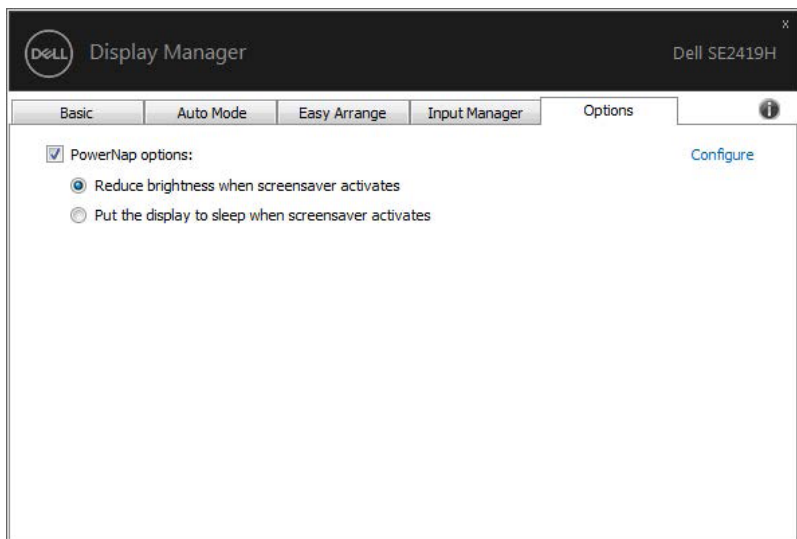 x
DELL Display Manager Dell SE2419H
Basic Auto Mode Easy Arrange Input Manager Options i
PowerNap options: Configure
Reduce brightness when screensaver activates
Put the display to sleep when screensaver activates